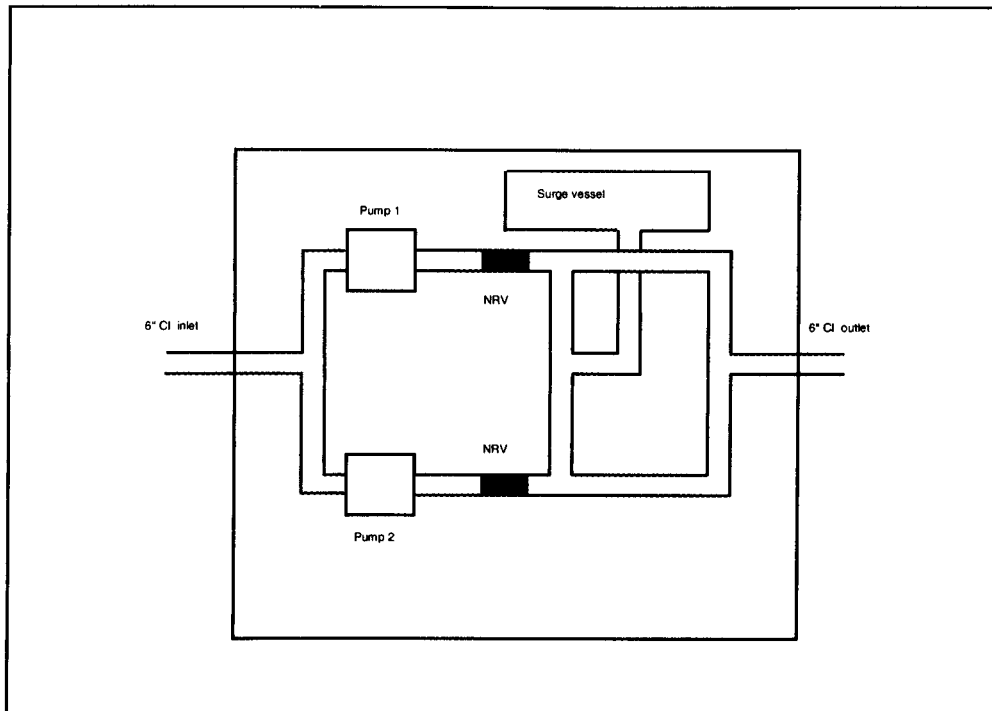 Surge vessel
Pump 1
NRV
6" CI inlet
6" CI outlet
NRV
Pump 2